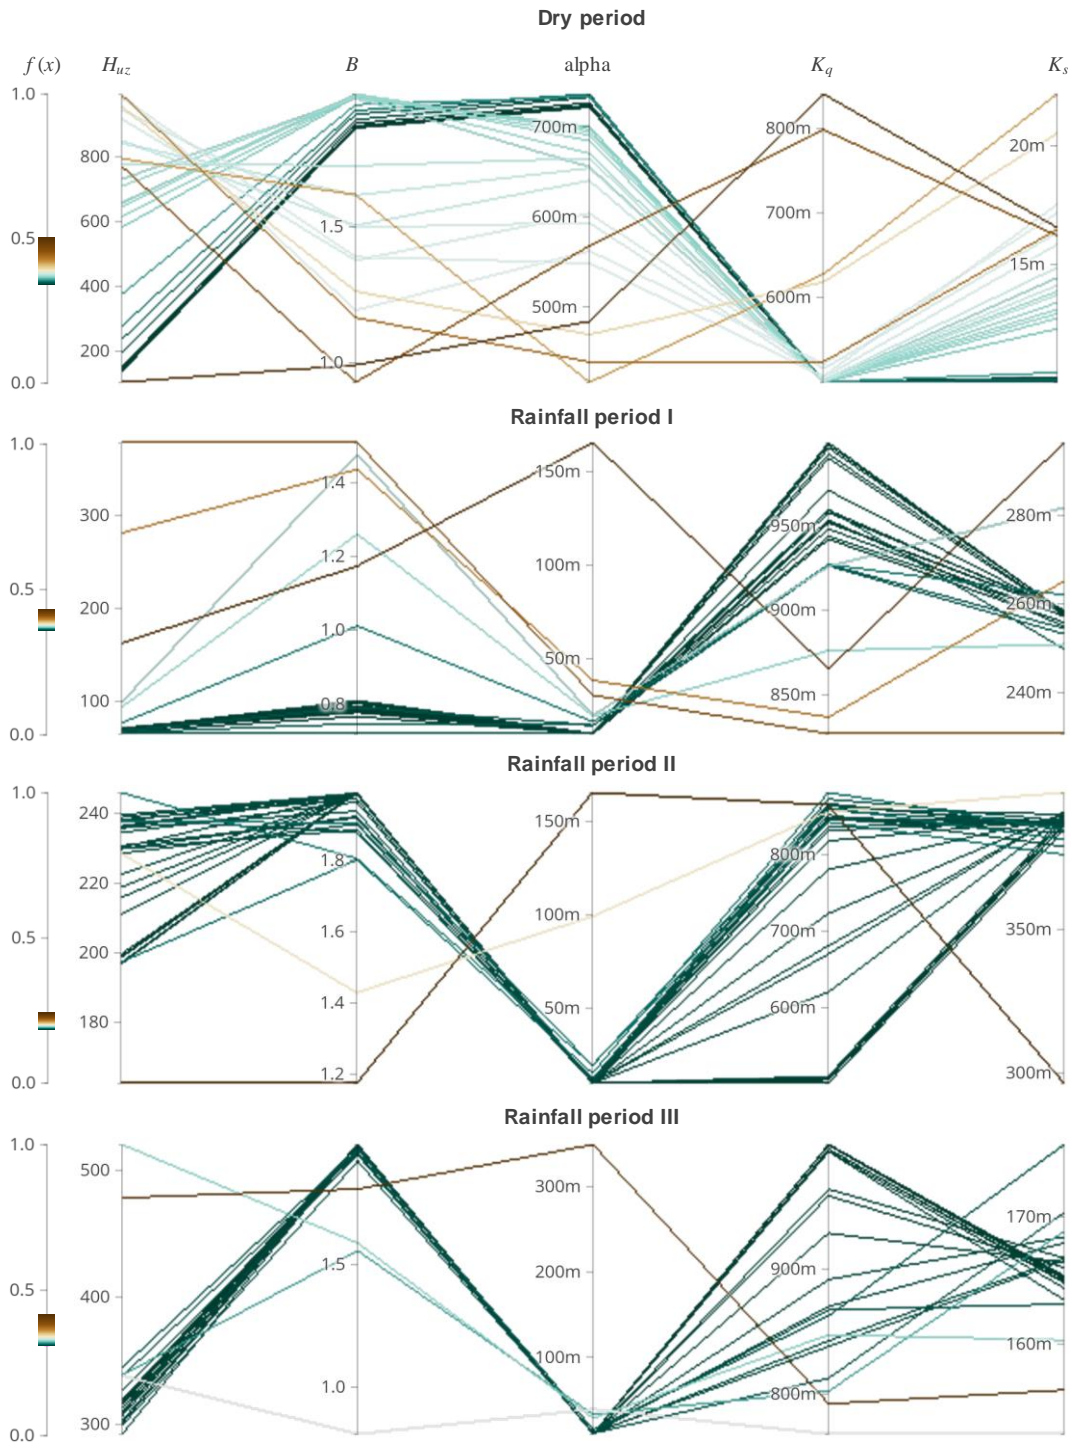 Dry period
f (x) H_uz B alpha K_q K_s
1.0
800 700m 800m 20m
600 1.5 600m 700m
0.5
400 500m 600m 15m
200 1.0
0.0
Rainfall period I
1.0
1.4 150m
300 950m 280m
1.2 100m
0.5
200 1.0 900m 260m
50m
100 0.8 850m 240m
0.0
Rainfall period II
1.0
240 150m
220 1.8 800m
100m
0.5 1.6 700m 350m
200
1.4 50m 600m
180
0.0 1.2 300m
Rainfall period III
1.0
500 300m 170m
1.5 200m 900m
0.5
400
1.0 100m 800m 160m
300
0.0